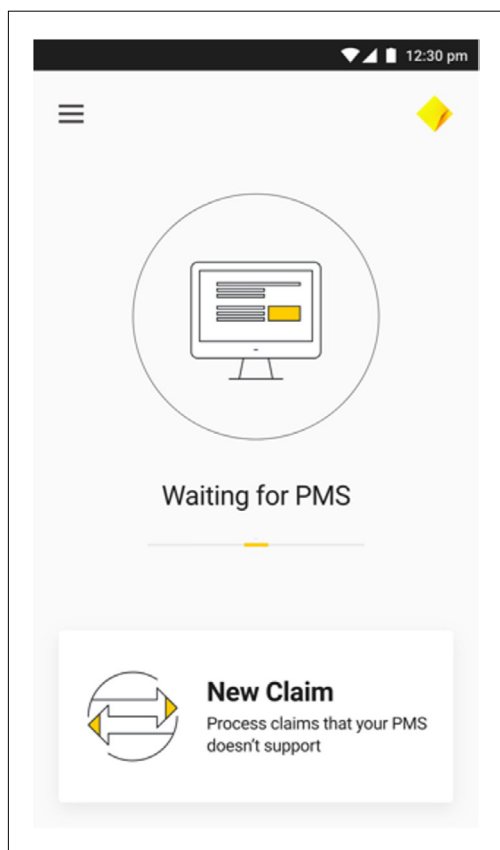 12:30 pm
Waiting for PMS
New Claim
Process claims that your PMS
doesn't support